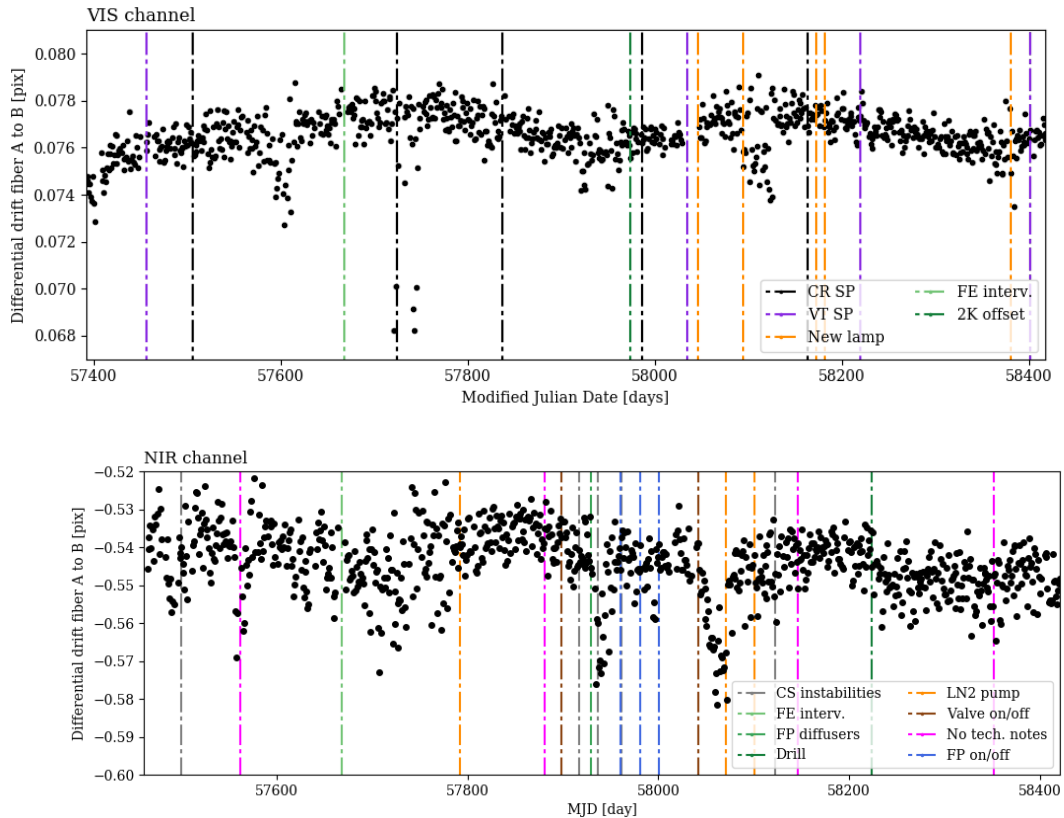 VIS channel
0.080
0.078
0.076
0.074
0.072
0.070
0.068
Differential drift fiber A to B [pix]
CR SP
VT SP
New lamp
FE interv.
2K offset
57400
57600
57800
58000
58200
58400
Modified Julian Date [days]
NIR channel
−0.52
−0.53
−0.54
−0.55
−0.56
−0.57
−0.58
−0.59
−0.60
Differential drift fiber A to B [pix]
CS instabilities
FE interv.
FP diffusers
Drill
LN2 pump
Valve on/off
No tech. notes
FP on/off
57600
57800
58000
58200
58400
MJD [day]